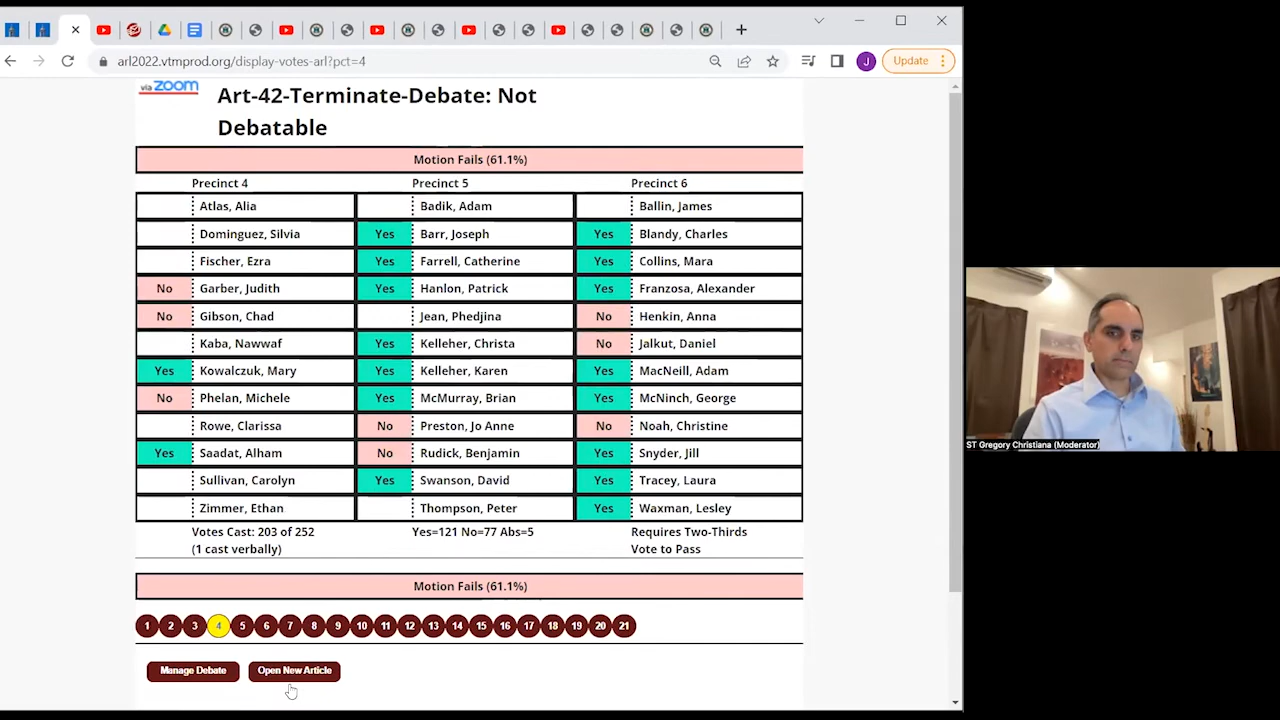 Update
arl2022.vtmprod.org/display-votes-arl?pct=4
J
via zoom
Art-42-Terminate-Debate: Not
Debatable
Motion Fails (61.1%)
Precinct 4 Precinct 5 Precinct 6
Atlas, Alia Badik, Adam Ballin, James
Dominguez, Silvia Yes Barr, Joseph Yes Blandy, Charles
Fischer, Ezra Yes Farrell, Catherine Yes Collins, Mara
No Garber, Judith Yes Hanlon, Patrick Yes Franzosa, Alexander
No Gibson, Chad Jean, Phedjina No Henkin, Anna
Kaba, Nawwaf Yes Kelleher, Christa No Jalkut, Daniel
Yes Kowalczuk, Mary Yes Kelleher, Karen Yes MacNeill, Adam
No Phelan, Michele Yes McMurray, Brian Yes McNinch, George
Rowe, Clarissa No Preston, Jo Anne No Noah, Christine
Yes Saadat, Alham No Rudick, Benjamin Yes Snyder, Jill
Sullivan, Carolyn Yes Swanson, David Yes Tracey, Laura
Zimmer, Ethan Thompson, Peter Yes Waxman, Lesley
Votes Cast: 203 of 252 Yes=121 No=77 Abs=5 Requires Two-Thirds
(1 cast verbally) Vote to Pass
Motion Fails (61.1%)
1 2 3 4 5 6 7 8 9 10 11 12 13 14 15 16 17 18 19 20 21
Manage Debate Open New Article
ST Gregory Christiana (Moderator)